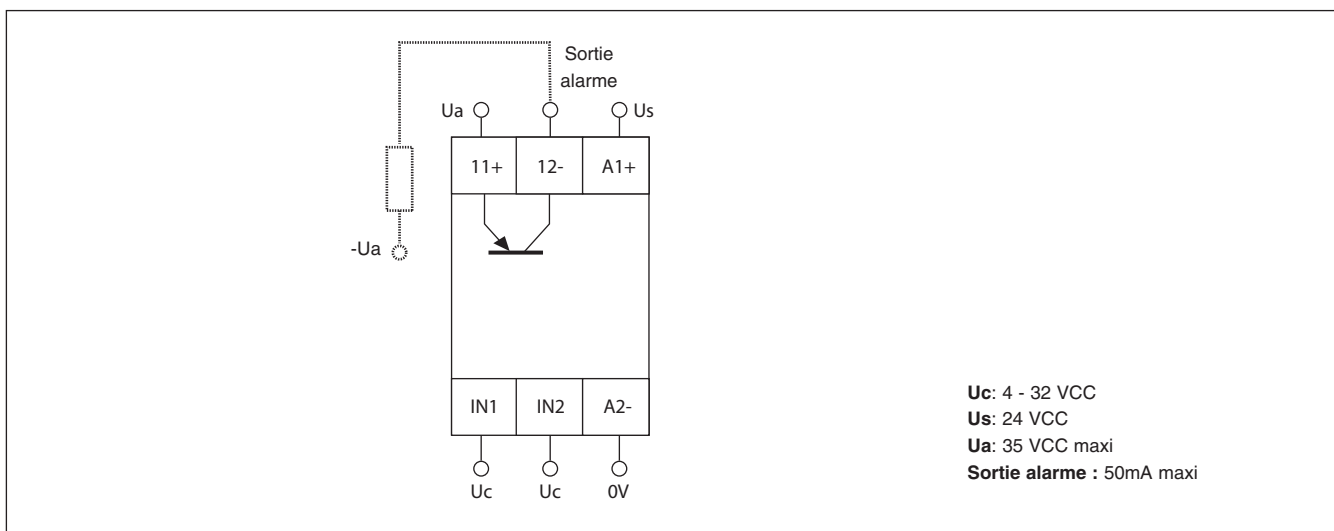 Sortie
alarme
Ua
Us
11+
12-
A1+
-Ua
IN1
IN2
A2-
Uc
Uc
0V
Uc: 4 - 32 VCC
Us: 24 VCC
Ua: 35 VCC maxi
Sortie alarme : 50mA maxi